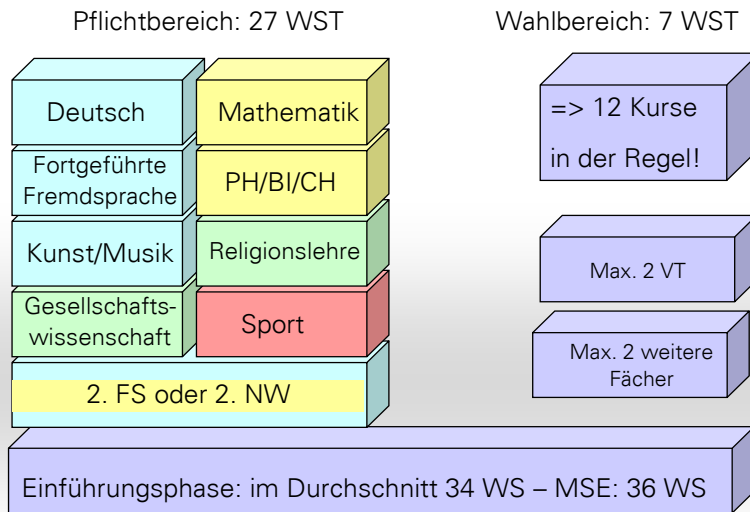 Pflichtbereich: 27 WST
Wahlbereich: 7 WST
Deutsch
Mathematik
Fortgeführte
Fremdsprache
PH/BI/CH
Kunst/Musik
Religionslehre
Gesellschafts-
wissenschaft
Sport
2. FS oder 2. NW
=> 12 Kurse
in der Regel!
Max. 2 VT
Max. 2 weitere
Fächer
Einführungsphase: im Durchschnitt 34 WS – MSE: 36 WS